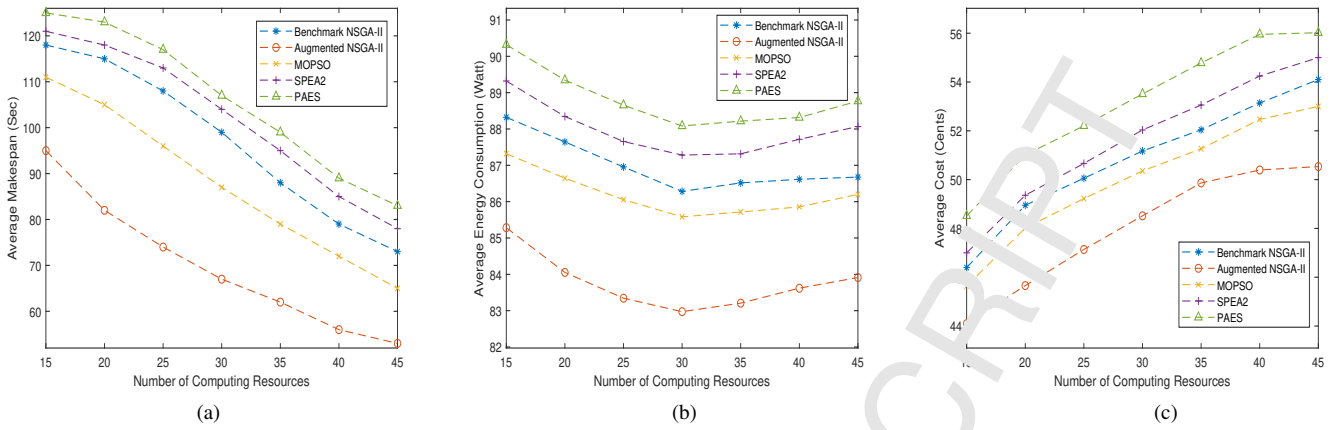 120
110
100
90
80
70
60
15 20 25 30 35 40 45
Average Makespan (Sec)
Number of Computing Resources
Benchmark NSGA-II
Augmented NSGA-II
MOPSO
SPEA2
PAES
(a)
91
90
89
88
87
86
85
84
83
82
15 20 25 30 35 40 45
Average Energy Consumption (Watt)
Number of Computing Resources
Benchmark NSGA-II
Augmented NSGA-II
MOPSO
SPEA2
PAES
(b)
56
54
52
50
48
44
20 25 30 35 40 45
Average Cost (Cents)
Number of Computing Resources
Benchmark NSGA-II
Augmented NSGA-II
MOPSO
SPEA2
PAES
(c)
CRIPT